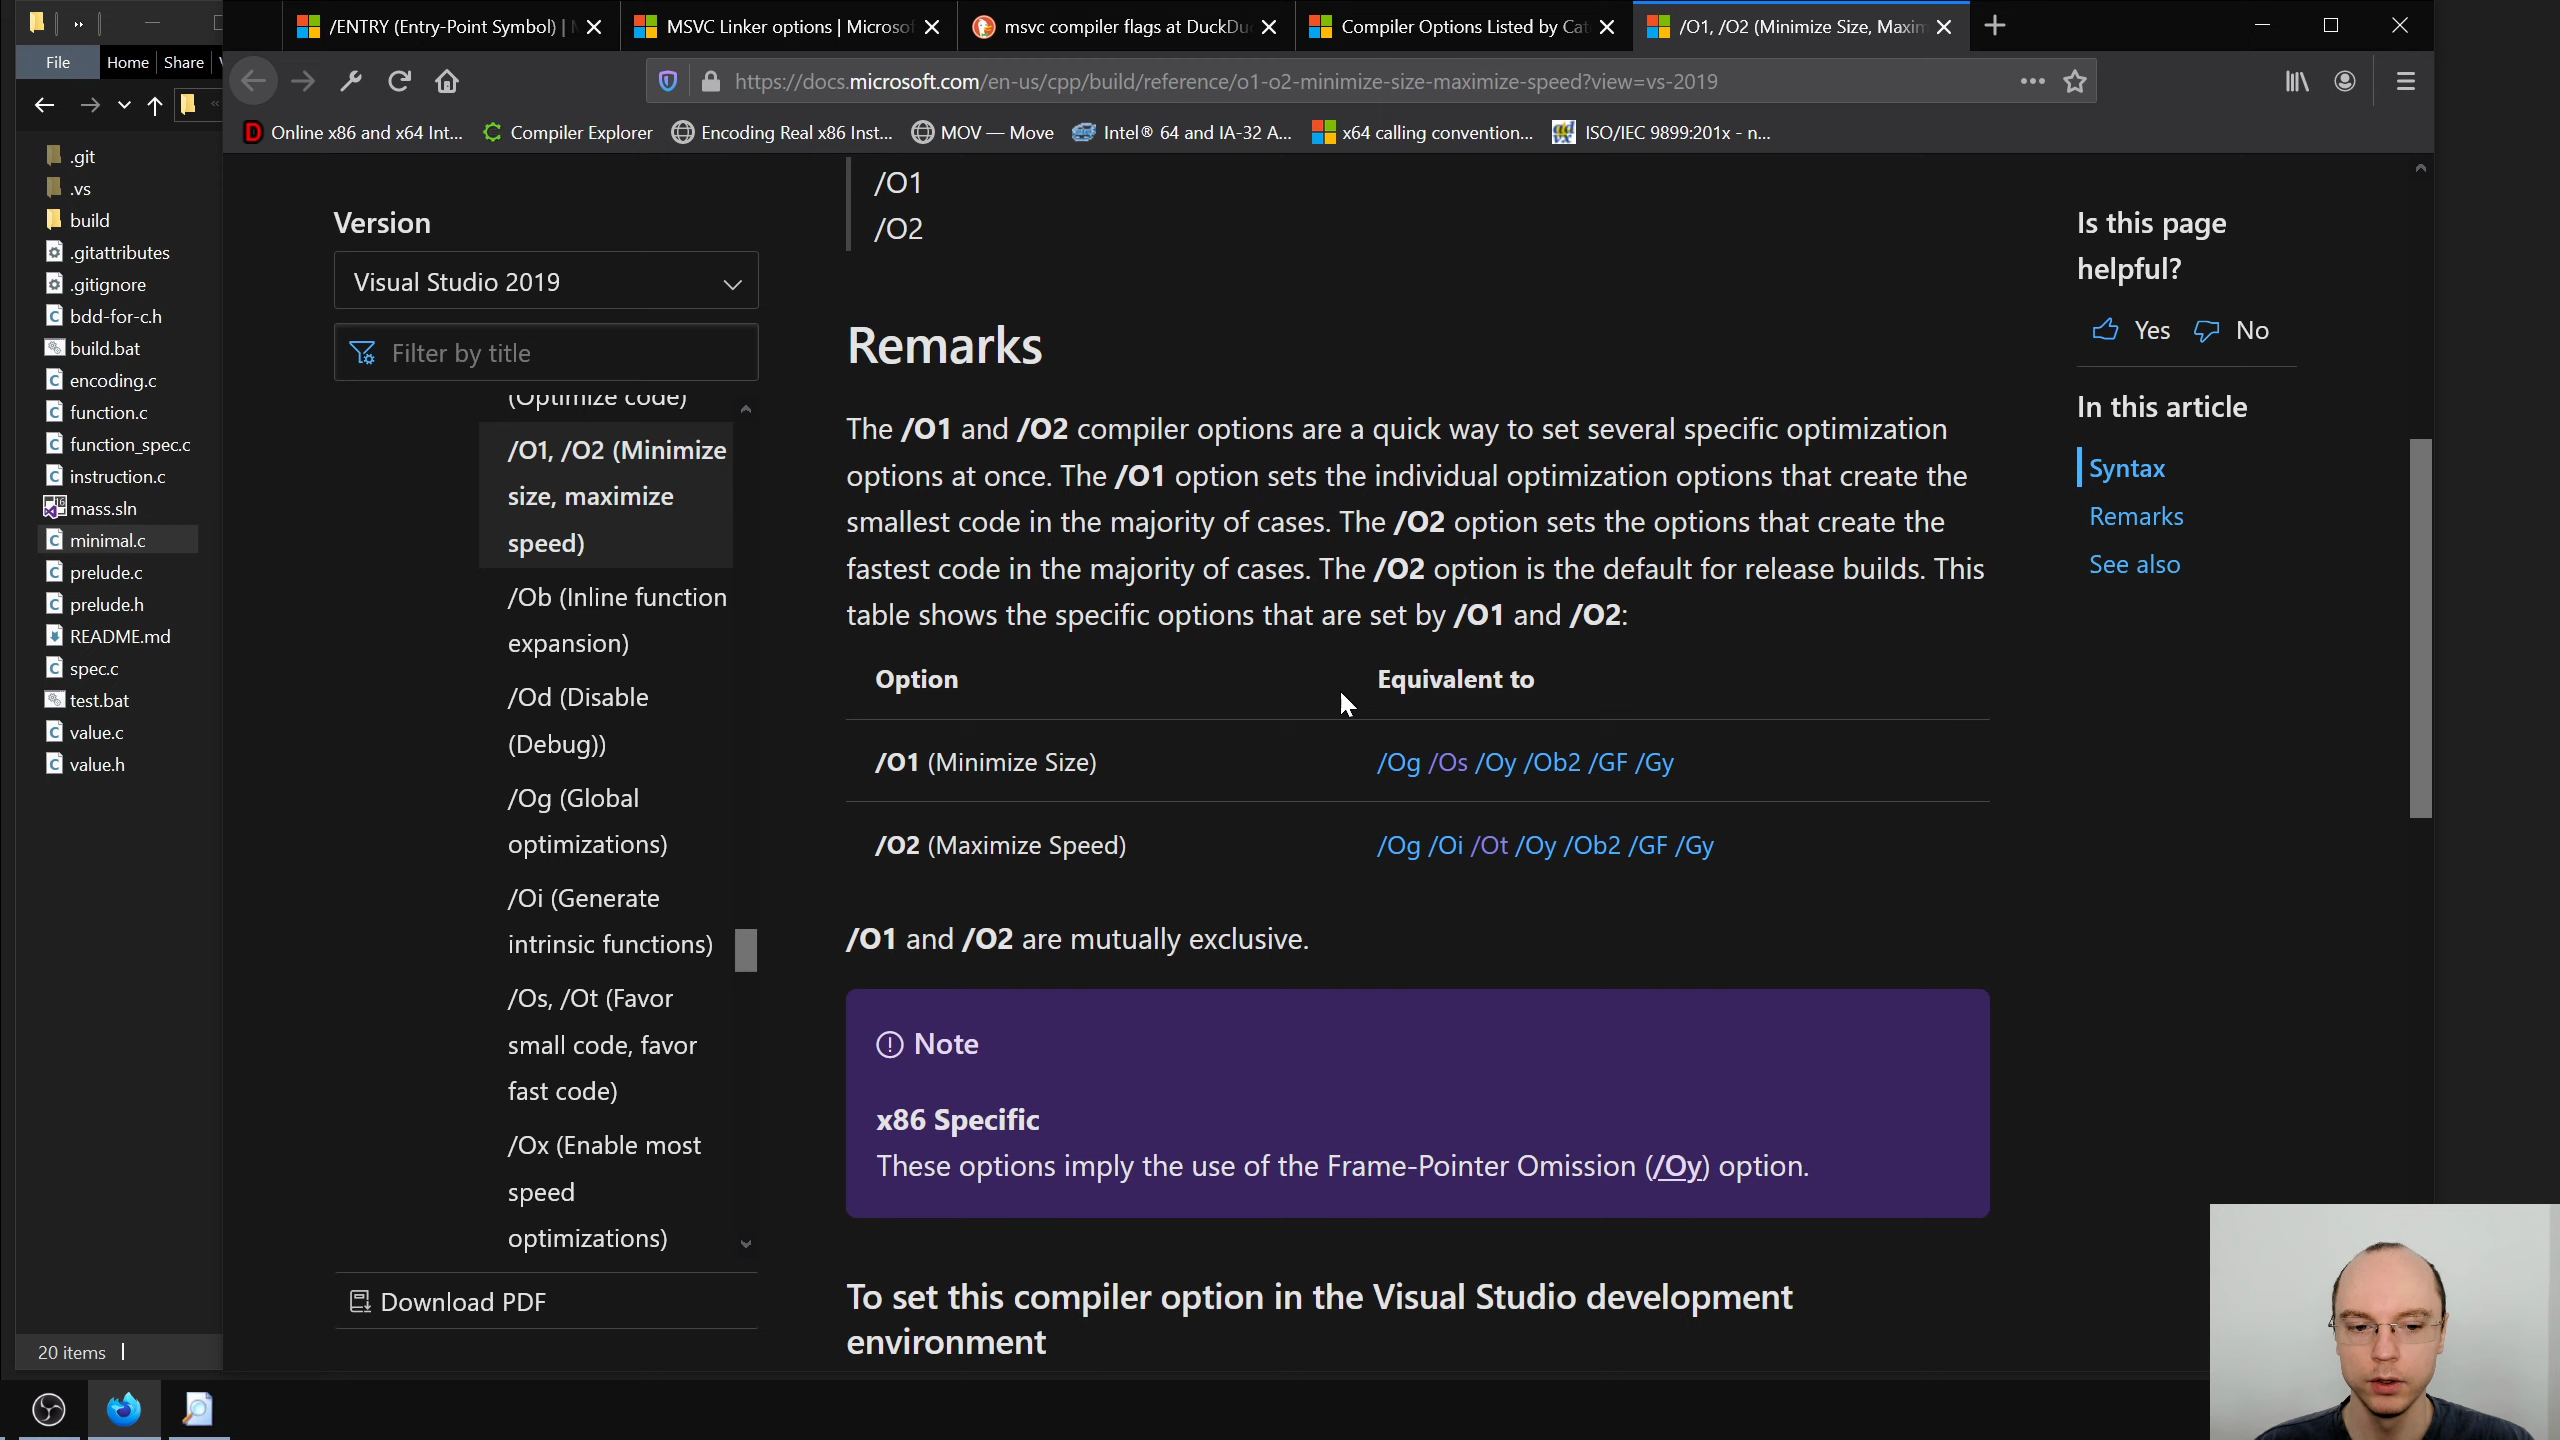 /ENTRY (Entry-Point Symbol) |
MSVC Linker options | Microsof
msvc compiler flags at DuckDu
Compiler Options Listed by Cat
/O1, /O2 (Minimize Size, Maxim
File
Home
Share
https://docs.microsoft.com/en-us/cpp/build/reference/o1-o2-minimize-size-maximize-speed?view=vs-2019
Online x86 and x64 Int...
Compiler Explorer
Encoding Real x86 Inst...
MOV — Move
Intel® 64 and IA-32 A...
x64 calling convention...
ISO/IEC 9899:201x - n...
.git
.vs
build
.gitattributes
.gitignore
bdd-for-c.h
build.bat
encoding.c
function.c
function_spec.c
instruction.c
mass.sln
minimal.c
prelude.c
prelude.h
README.md
spec.c
test.bat
value.c
value.h
20 items
Version
Visual Studio 2019
Filter by title
(Optimize code)
/O1, /O2 (Minimize
size, maximize
speed)
/Ob (Inline function
expansion)
/Od (Disable
(Debug))
/Og (Global
optimizations)
/Oi (Generate
intrinsic functions)
/Os, /Ot (Favor
small code, favor
fast code)
/Ox (Enable most
speed
optimizations)
Download PDF
/O1
/O2
Remarks
The /O1 and /O2 compiler options are a quick way to set several specific optimization
options at once. The /O1 option sets the individual optimization options that create the
smallest code in the majority of cases. The /O2 option sets the options that create the
fastest code in the majority of cases. The /O2 option is the default for release builds. This
table shows the specific options that are set by /O1 and /O2:
Option Equivalent to
/O1 (Minimize Size) /Og /Os /Oy /Ob2 /GF /Gy
/O2 (Maximize Speed) /Og /Oi /Ot /Oy /Ob2 /GF /Gy
/O1 and /O2 are mutually exclusive.
Note
x86 Specific
These options imply the use of the Frame-Pointer Omission (/Oy) option.
To set this compiler option in the Visual Studio development
environment
Is this page
helpful?
Yes No
In this article
Syntax
Remarks
See also